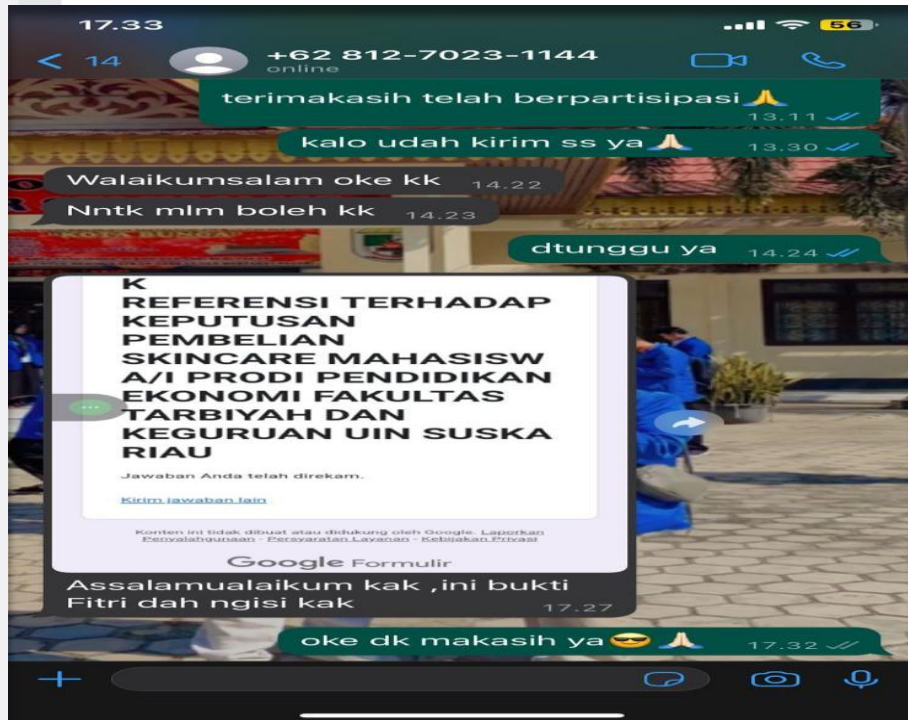 17.33
56
14
+62 812-7023-1144
online
terimakasih telah berpartisipasi🙏
13.11
kalo udah kirim ss ya🙏 13.30
Walaikumsalam oke kk 14.22
Nntk mlm boleh kk 14.23
dtunggu ya 14.24
K
REFERENSI TERHADAP
KEPUTUSAN
PEMBELIAN
SKINCARE MAHASISW
A/I PRODI PENDIDIKAN
EKONOMI FAKULTAS
TARBIYAH DAN
KEGURUAN UIN SUSKA
RIAU
Jawaban Anda telah direkam.
Kirim jawaban lain
Konten ini tidak dibuat atau didukung oleh Google. Laporkan
Penyalahgunaan - Persyaratan Layanan - Kebijakan Privasi
Google Formulir
Assalamualaikum kak ,ini bukti
Fitri dah ngisi kak 17.27
oke dk makasih ya😎🙏 17.32